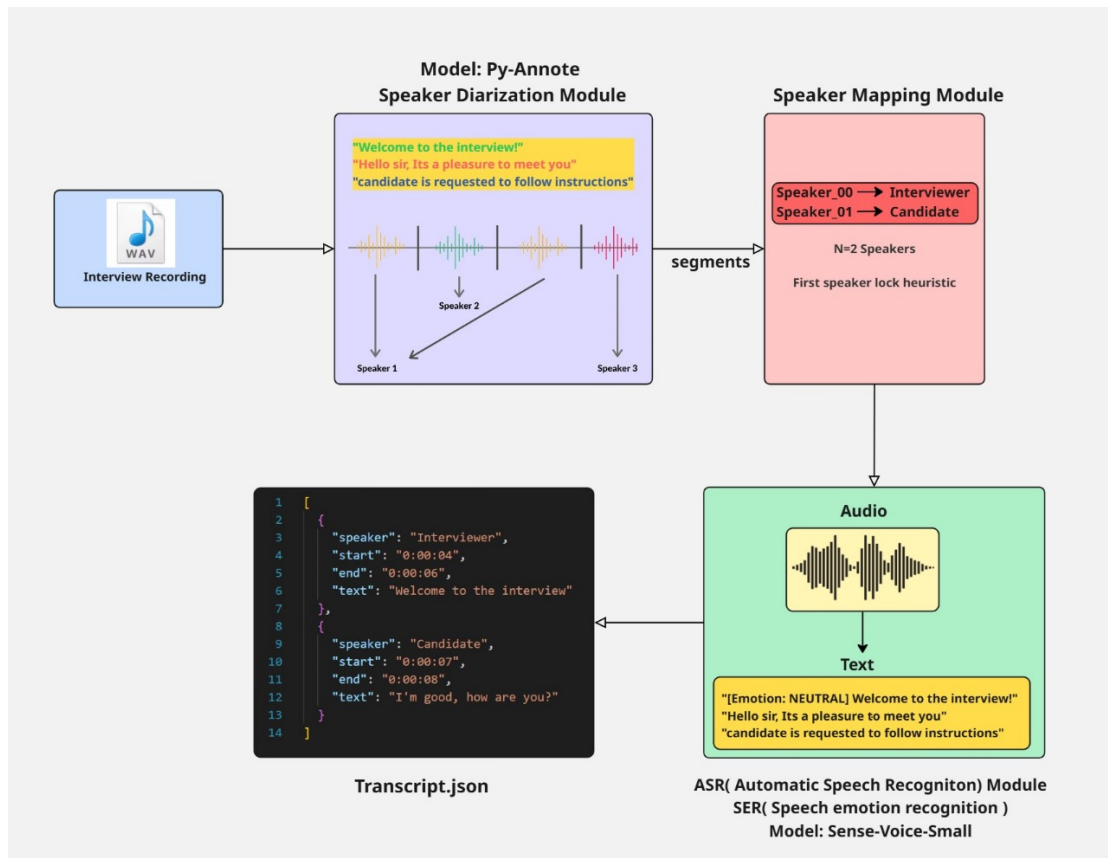 Model: Py-Annote
Speaker Diarization Module
"Welcome to the interview!"
"Hello sir, Its a pleasure to meet you"
"candidate is requested to follow instructions"
Speaker 2
Speaker 1
Speaker 3
WAV
Interview Recording
segments
Speaker Mapping Module
Speaker_00 → Interviewer
Speaker_01 → Candidate
N=2 Speakers
First speaker lock heuristic
Audio
Text
"[Emotion: NEUTRAL] Welcome to the interview!"
"Hello sir, Its a pleasure to meet you"
"candidate is requested to follow instructions"
ASR( Automatic Speech Recogniton) Module
SER( Speech emotion recognition )
Model: Sense-Voice-Small
1 [
2 {
3 "speaker": "Interviewer",
4 "start": "0:00:04",
5 "end": "0:00:06",
6 "text": "Welcome to the interview"
7 },
8 {
9 "speaker": "Candidate",
10 "start": "0:00:07",
11 "end": "0:00:08",
12 "text": "I'm good, how are you?"
13 }
14 ]
Transcript.json